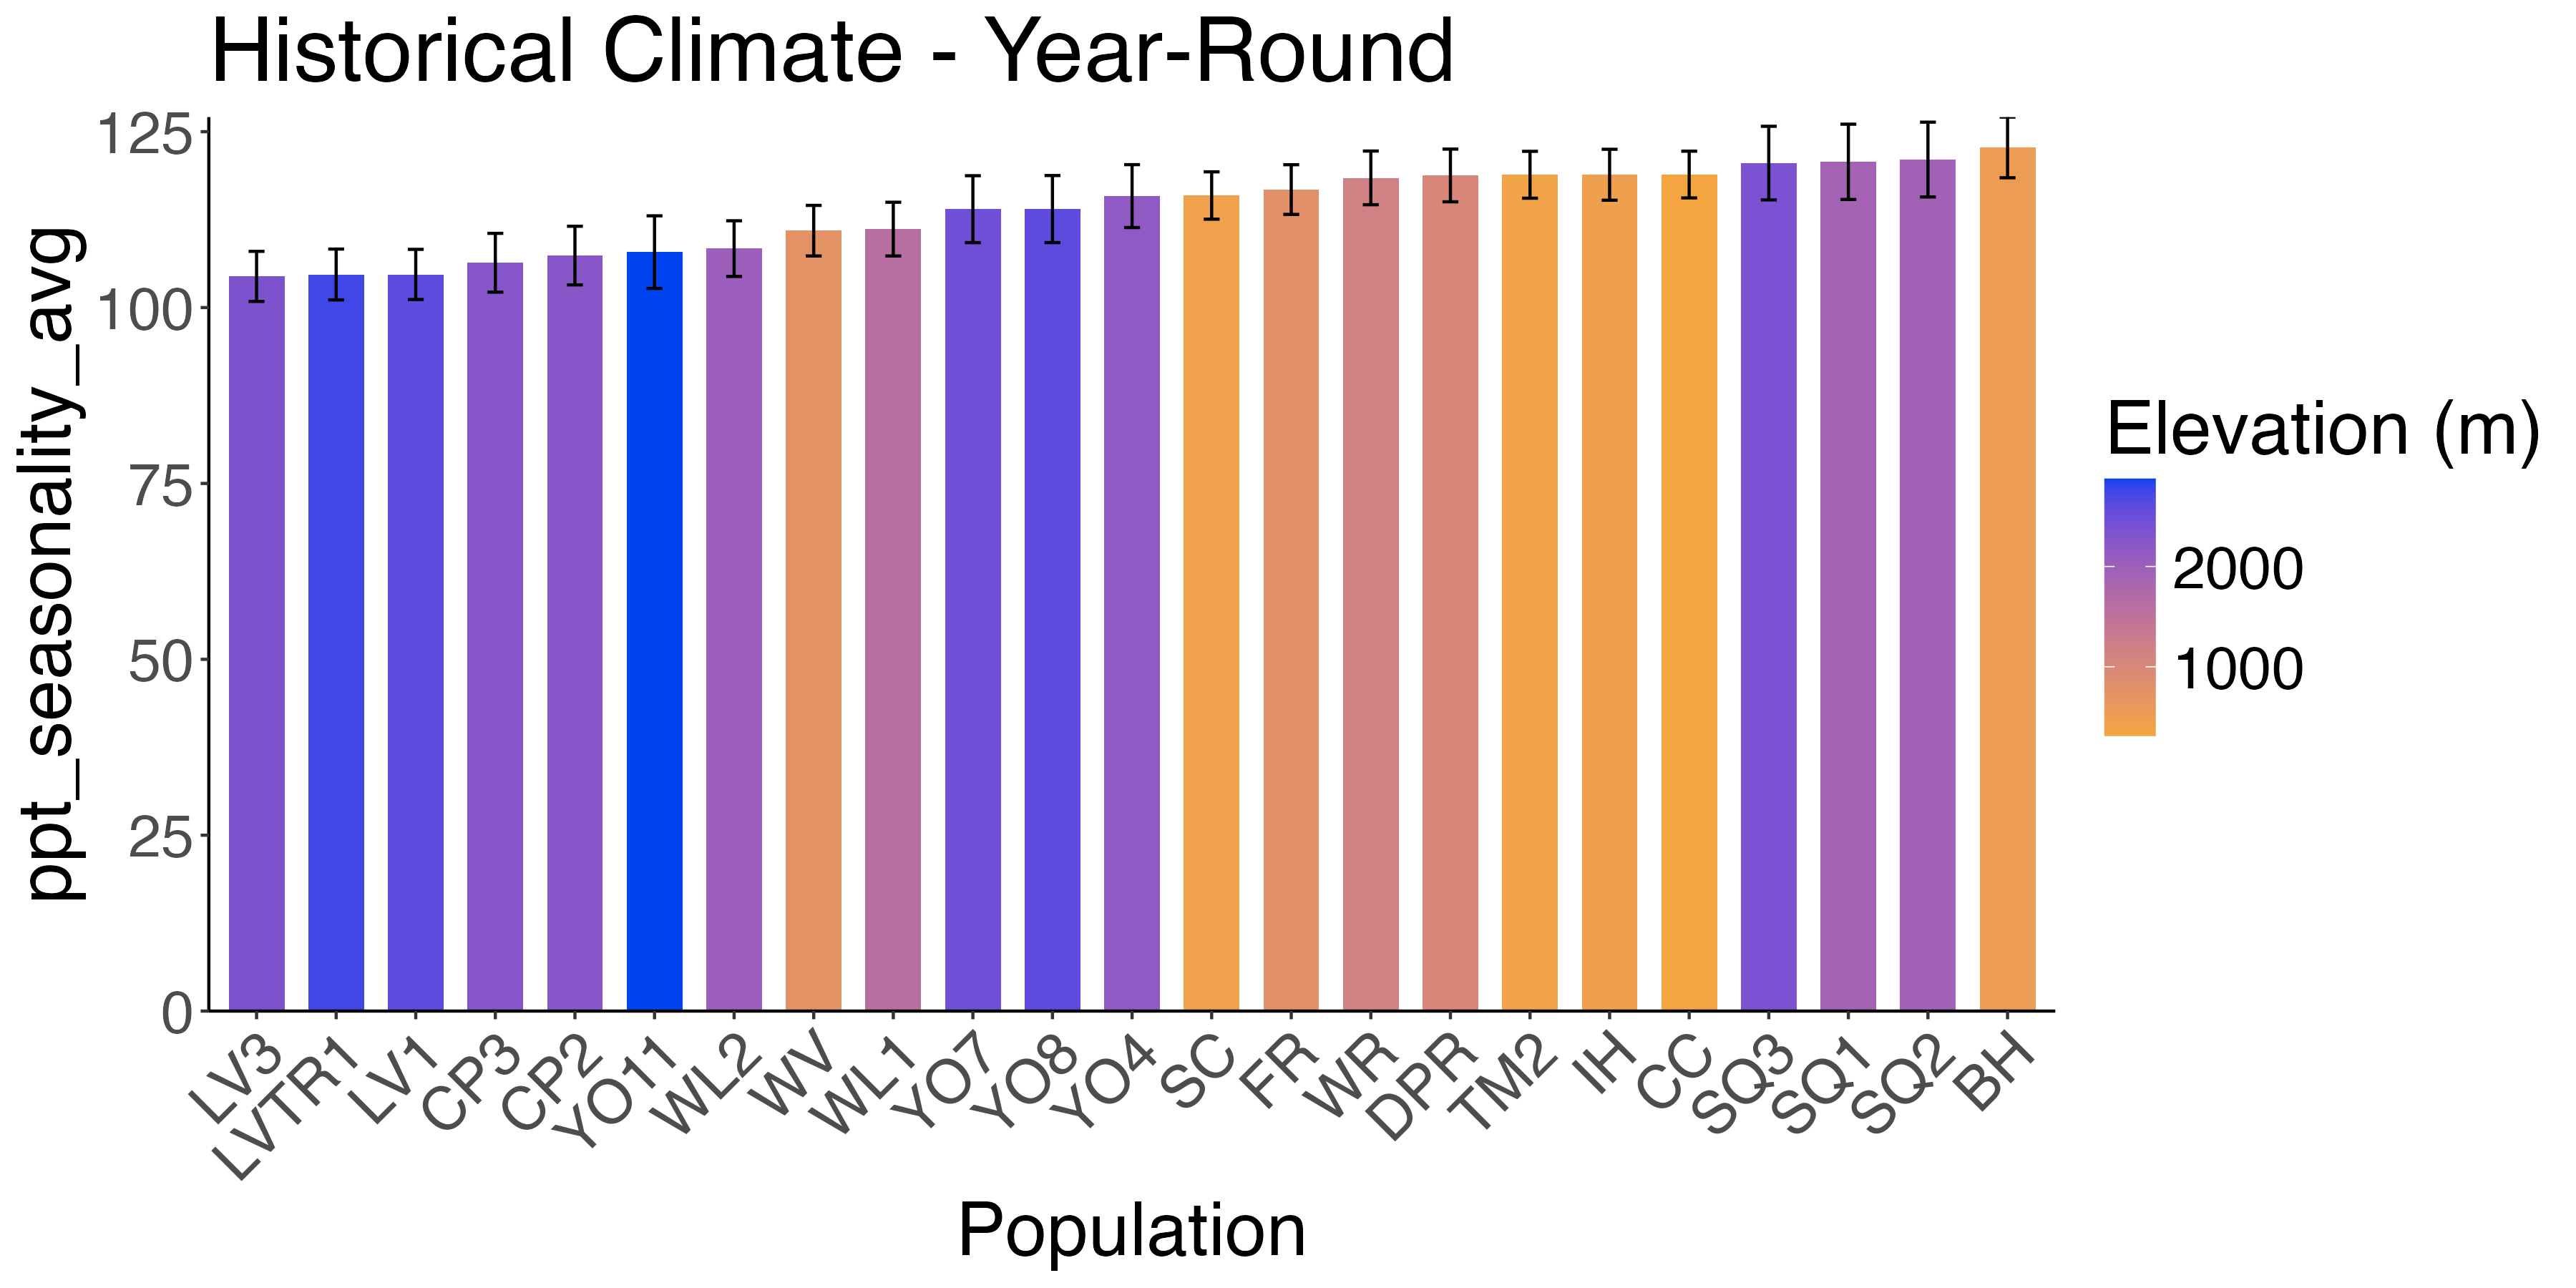 Historical Climate - Year-Round
ppt_seasonality_avg
125
100
75
50
25
0
LV3
LVTR1
LV1
CP3
CP2
YO11
WL2
WV
WL1
YO7
YO8
YO4
SC
FR
WR
DPR
TM2
IH
CC
SQ3
SQ1
SQ2
BH
Population
Elevation (m)
2000
1000